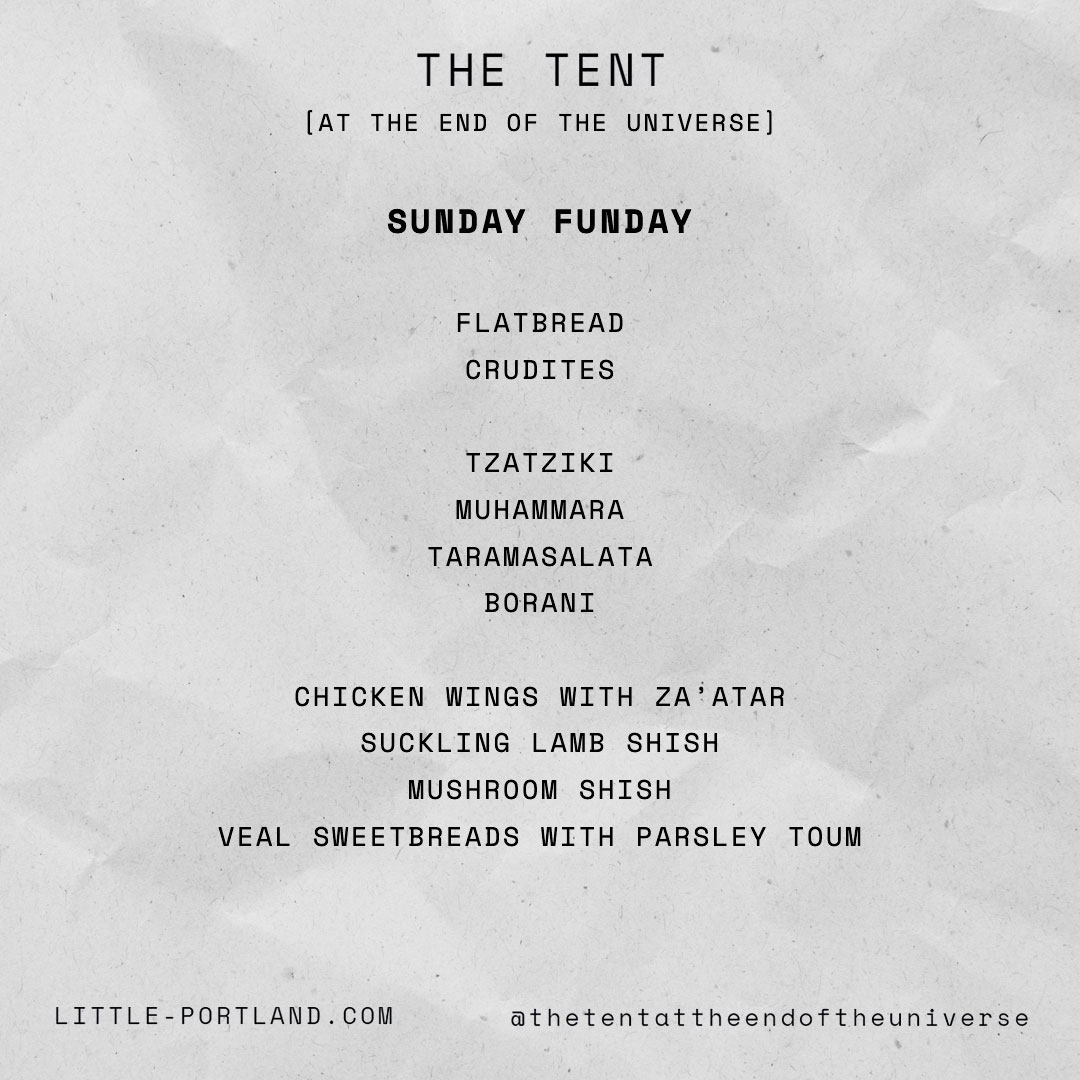 THE TENT
[AT THE END OF THE UNIVERSE]
SUNDAY FUNDAY
FLATBREAD
CRUDITES
TZATZIKI
MUHAMMARA
TARAMASALATA
BORANI
CHICKEN WINGS WITH ZA’ATAR
SUCKLING LAMB SHISH
MUSHROOM SHISH
VEAL SWEETBREADS WITH PARSLEY TOUM
LITTLE-PORTLAND.COM
@thetentattheendoftheuniverse